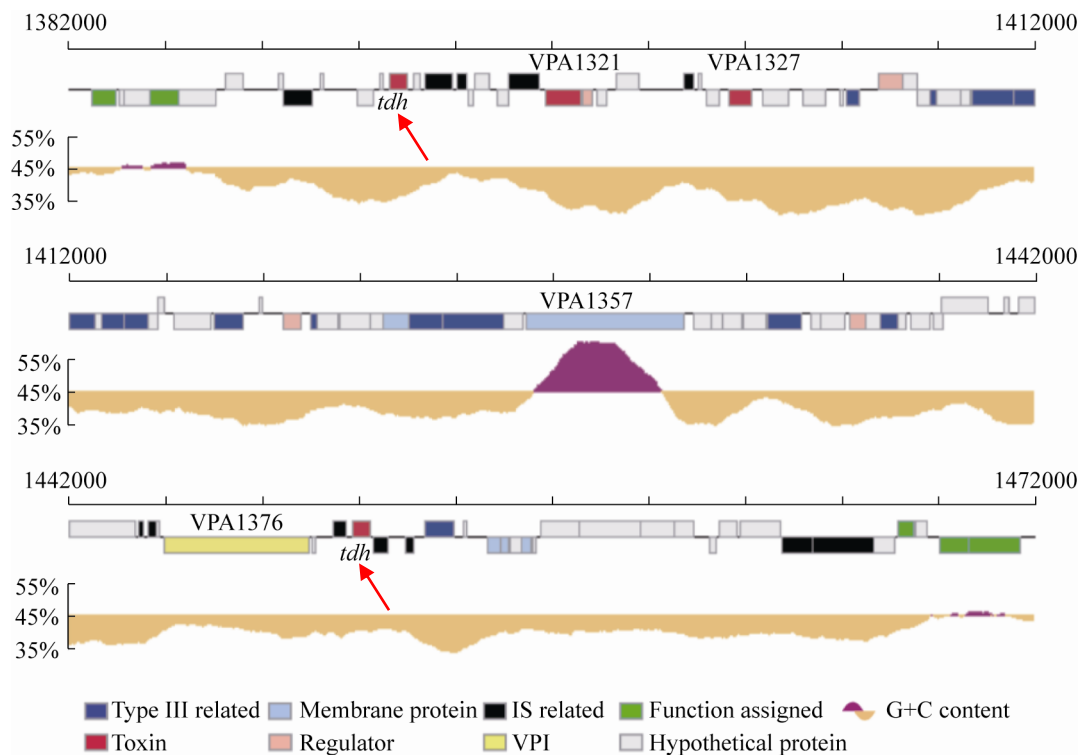 1382000 1412000
VPA1321 VPA1327
tdh
55%
45%
35%
1412000 1442000
VPA1357
55%
45%
35%
1442000 1472000
VPA1376
tdh
55%
45%
35%
Type III related Membrane protein IS related Function assigned G+C content
Toxin Regulator VPI Hypothetical protein